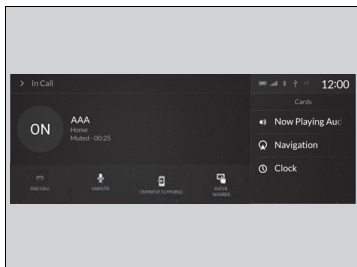 In Call
12:00
ON
AAA
Home
Muted - 00:25
END CALL
UNMUTE
TRANSFER TO MOBILE
ENTER
NUMBER
Cards
Now Playing Aud
Navigation
Clock